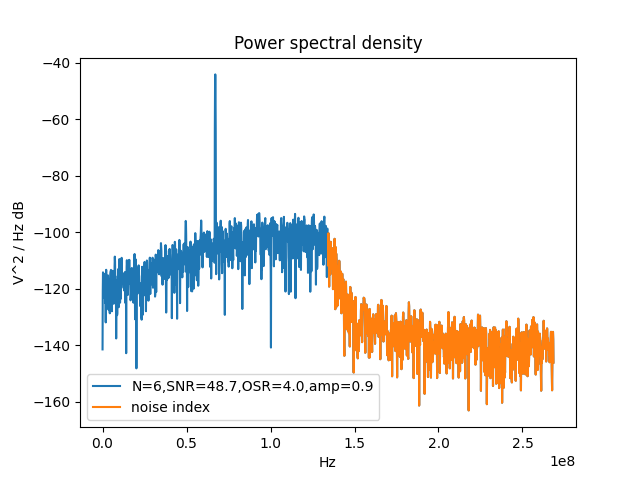 Power spectral density
V^2 / Hz dB
−40
−60
−80
−100
−120
−140
−160
N=6,SNR=48.7,OSR=4.0,amp=0.9
noise index
0.0
0.5
1.0
1.5
2.0
2.5
1e8
Hz